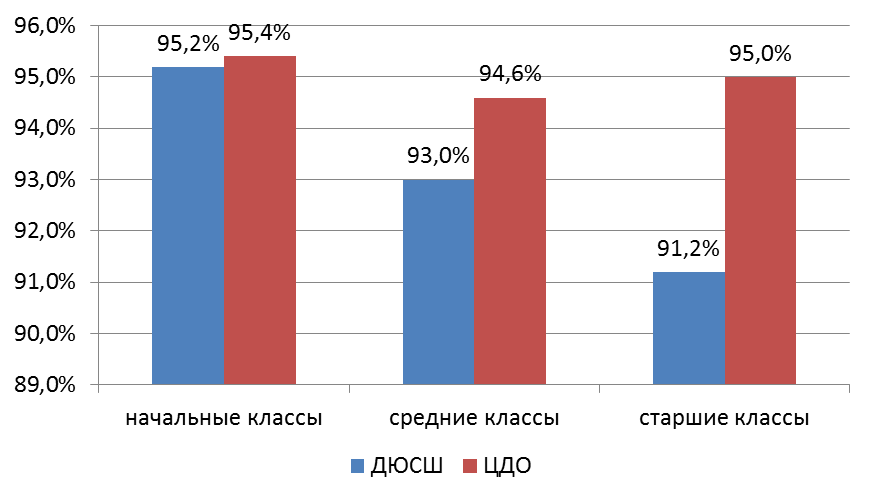 96,0%
95,0%
94,0%
93,0%
92,0%
91,0%
90,0%
89,0%
95,2%
95,4%
93,0%
94,6%
91,2%
95,0%
начальные классы
средние классы
старшие классы
ДЮСШ
ЦДО